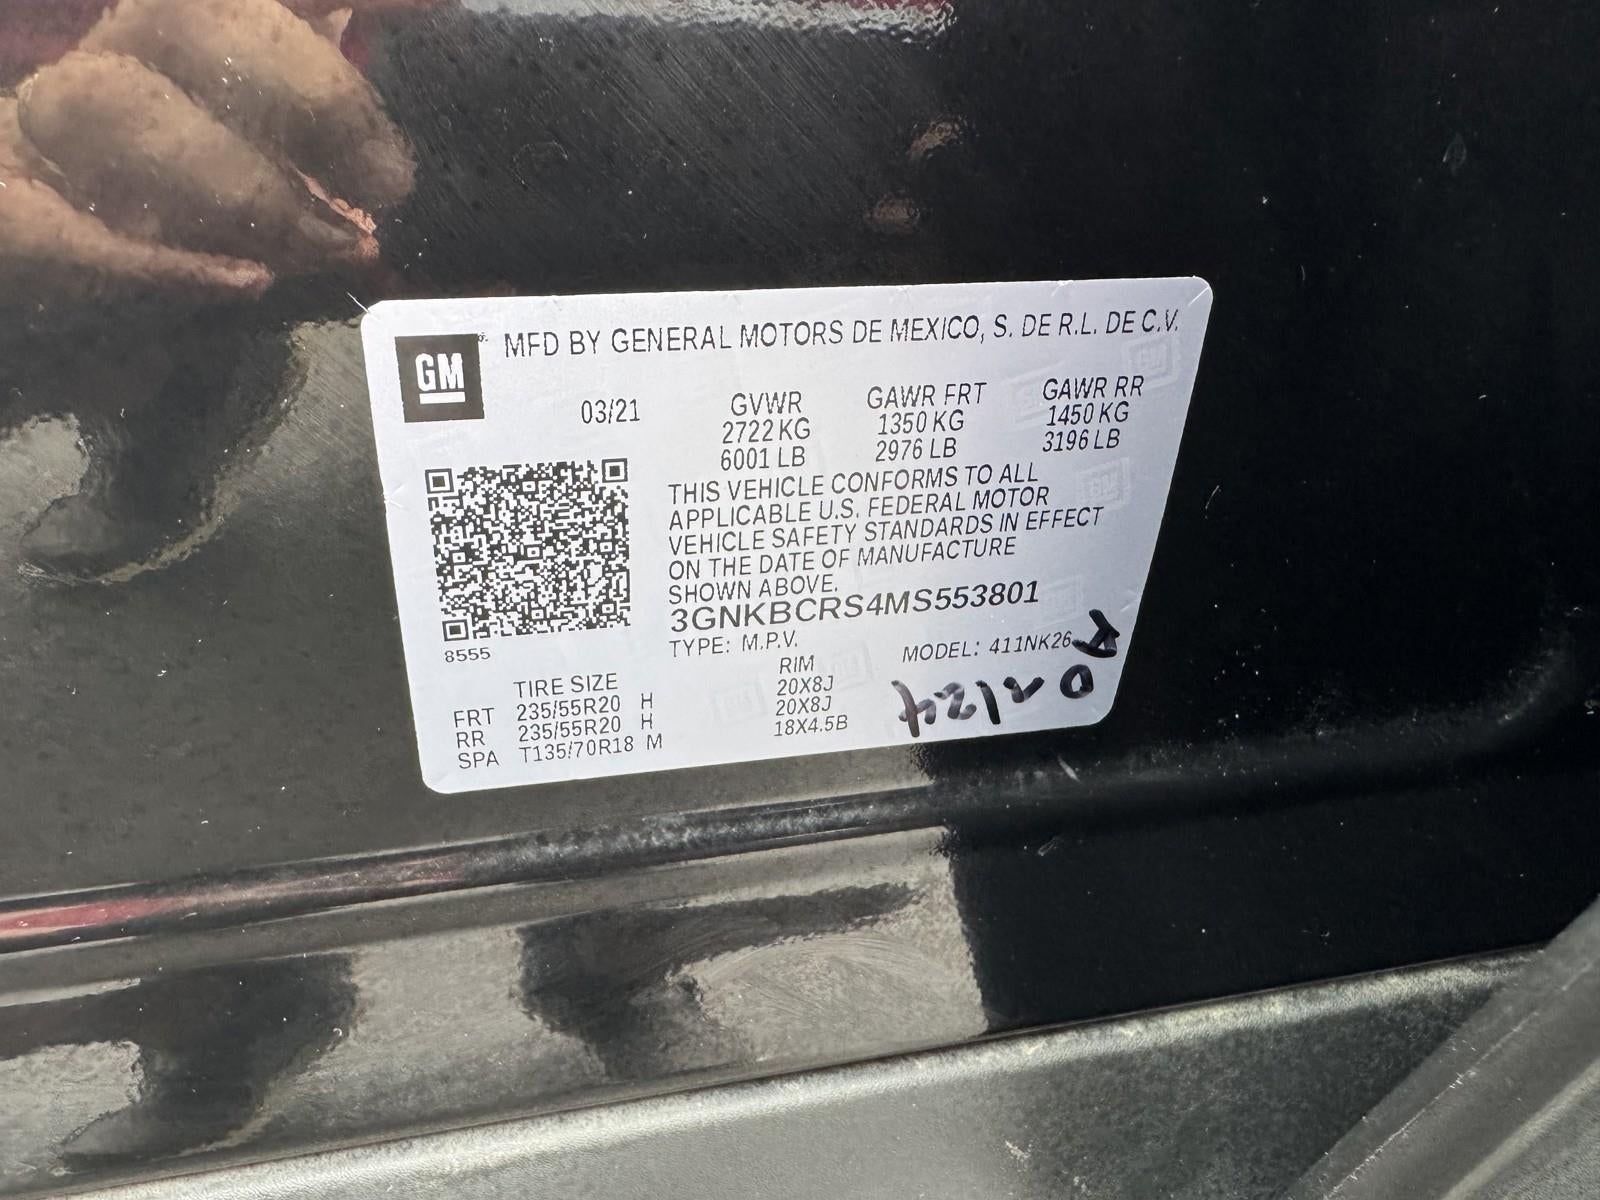 GM
MFD BY GENERAL MOTORS DE MEXICO, S. DE R.L. DE C.V.
03/21
GVWR GAWR FRT GAWR RR
2722 KG 1350 KG 1450 KG
6001 LB 2976 LB 3196 LB
THIS VEHICLE CONFORMS TO ALL
APPLICABLE U.S. FEDERAL MOTOR
VEHICLE SAFETY STANDARDS IN EFFECT
ON THE DATE OF MANUFACTURE
SHOWN ABOVE.
3GNKBCRS4MS553801
8555
TYPE: M.P.V. MODEL: 411NK26
TIRE SIZE RIM
FRT 235/55R20 H 20X8J
RR 235/55R20 H 20X8J
SPA T135/70R18 M 18X4.5B